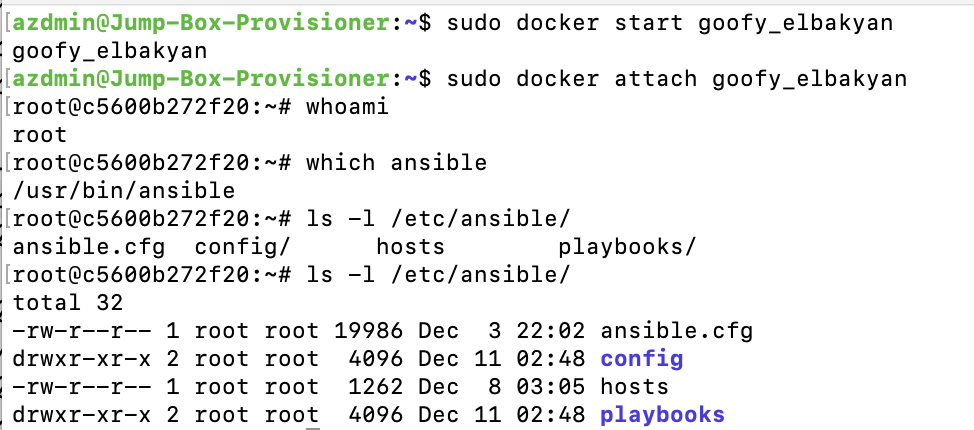 [azdmin@Jump-Box-Provisioner:~$ sudo docker start goofy_elbakyan
goofy_elbakyan
[azdmin@Jump-Box-Provisioner:~$ sudo docker attach goofy_elbakyan
[root@c5600b272f20:~# whoami
root
[root@c5600b272f20:~# which ansible
/usr/bin/ansible
[root@c5600b272f20:~# ls -l /etc/ansible/
ansible.cfg  config/      hosts        playbooks/
[root@c5600b272f20:~# ls -l /etc/ansible/
total 32
-rw-r--r-- 1 root root 19986 Dec  3 22:02 ansible.cfg
drwxr-xr-x 2 root root  4096 Dec 11 02:48 config
-rw-r--r-- 1 root root  1262 Dec  8 03:05 hosts
drwxr-xr-x 2 root root  4096 Dec 11 02:48 playbooks